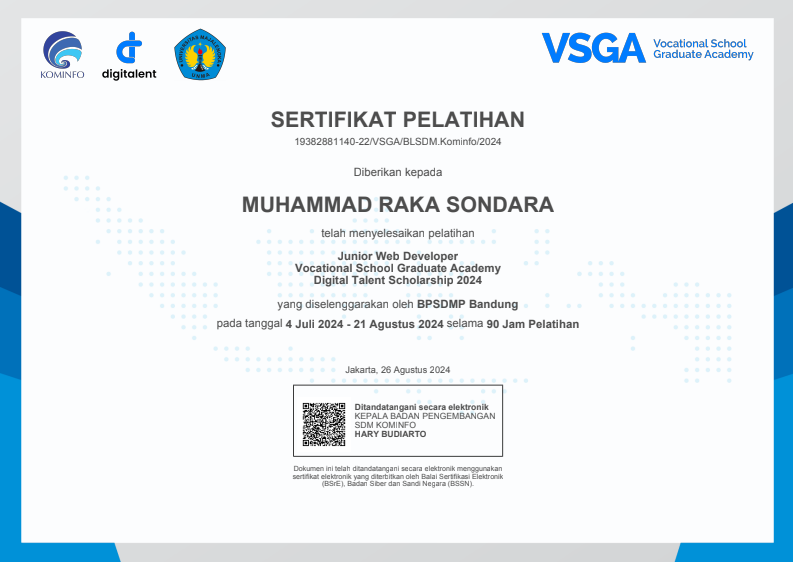 KOMINFO
digitalent
UNIVERSITAS MAJALENGKA
UNMA
VSGA
Vocational School
Graduate Academy
SERTIFIKAT PELATIHAN
19382881140-22/VSGA/BLSDM.Kominfo/2024
Diberikan kepada
MUHAMMAD RAKA SONDARA
telah menyelesaikan pelatihan
Junior Web Developer
Vocational School Graduate Academy
Digital Talent Scholarship 2024
yang diselenggarakan oleh BPSDMP Bandung
pada tanggal 4 Juli 2024 - 21 Agustus 2024 selama 90 Jam Pelatihan
Jakarta, 26 Agustus 2024
Ditandatangani secara elektronik
KEPALA BADAN PENGEMBANGAN
SDM KOMINFO
HARY BUDIARTO
Dokumen ini telah ditandatangani secara elektronik menggunakan
sertifikat elektronik yang diterbitkan oleh Balai Sertifikasi Elektronik
(BSrE), Badan Siber dan Sandi Negara (BSSN).